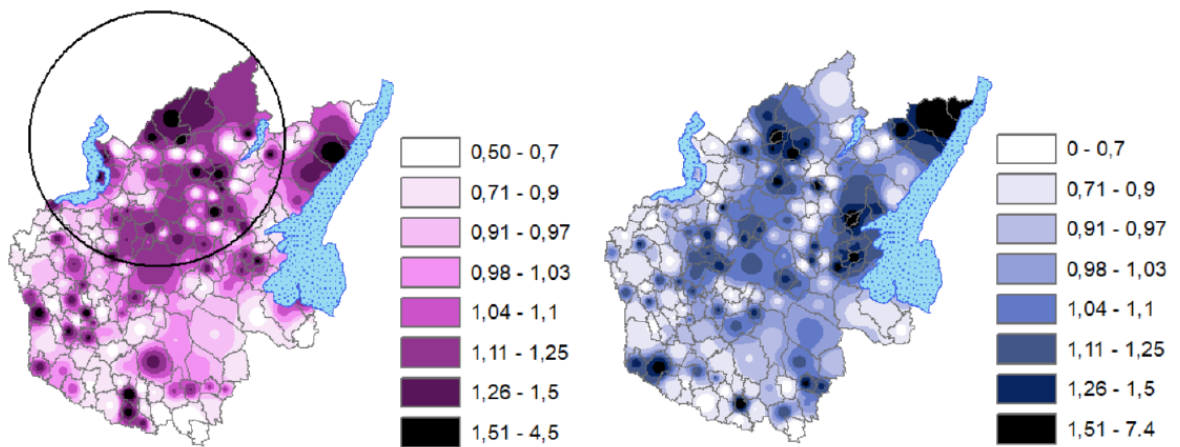 0,50 - 0,7
0,71 - 0,9
0,91 - 0,97
0,98 - 1,03
1,04 - 1,1
1,11 - 1,25
1,26 - 1,5
1,51 - 4,5
0 - 0,7
0,71 - 0,9
0,91 - 0,97
0,98 - 1,03
1,04 - 1,1
1,11 - 1,25
1,26 - 1,5
1,51 - 7.4